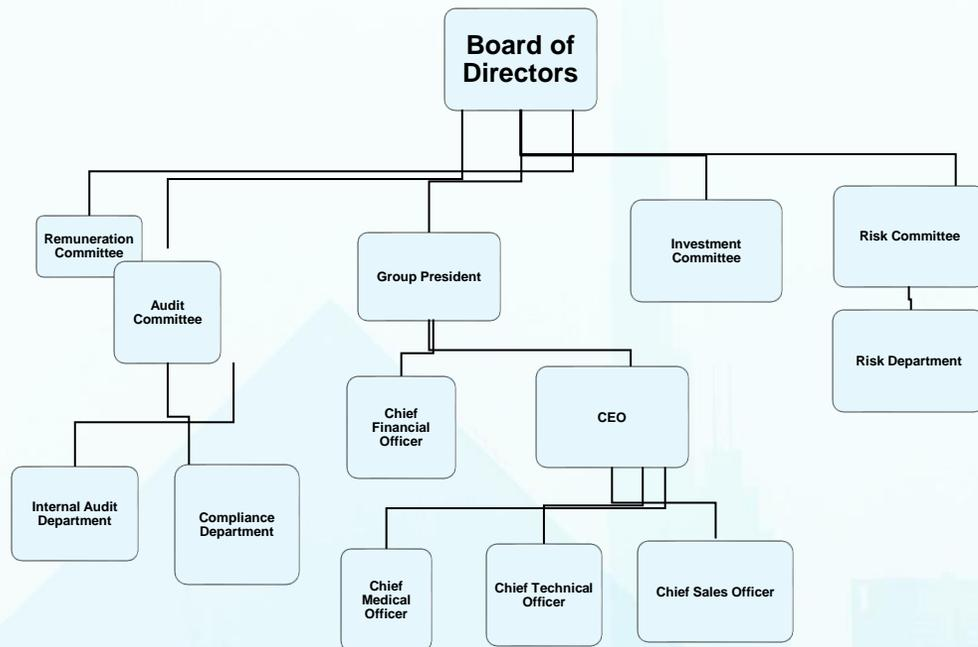 Board of
Directors
Remuneration
Committee
Audit
Committee
Group President
Investment
Committee
Risk Committee
Risk Department
Chief
Financial
Officer
CEO
Internal Audit
Department
Compliance
Department
Chief
Medical
Officer
Chief Technical
Officer
Chief Sales Officer